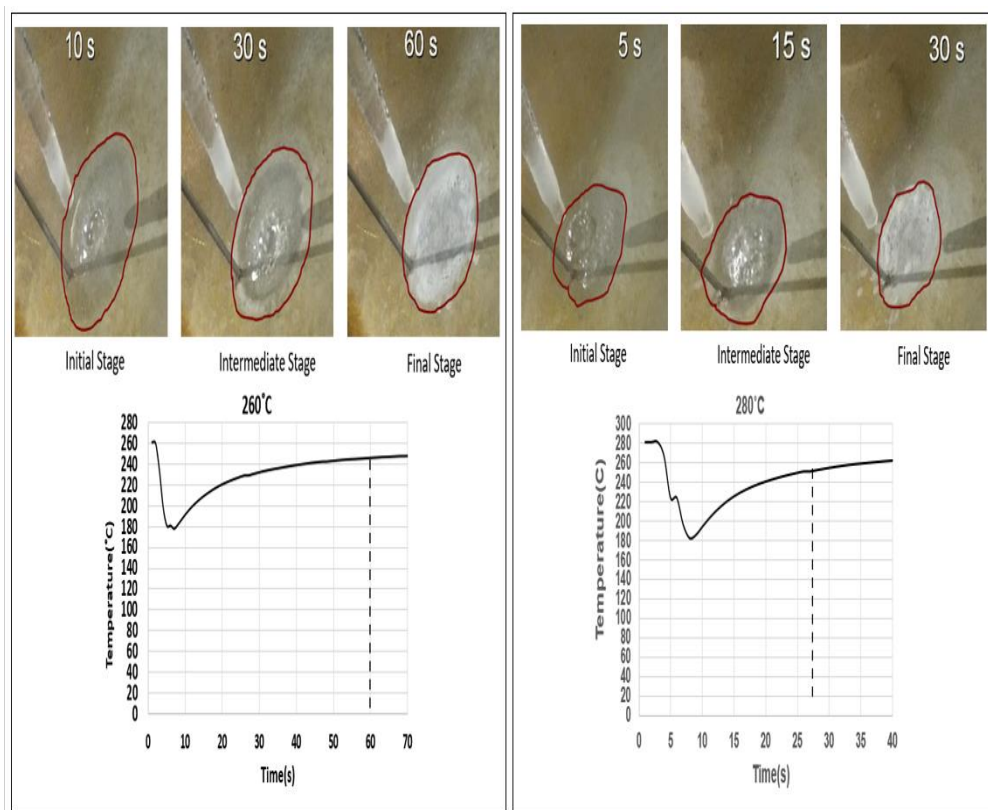 10 s
30 s
60 s
Initial Stage
Intermediate Stage
Final Stage
260°C
Temperature(°C)
280
260
240
220
200
180
160
140
120
100
80
60
40
20
0
0 10 20 30 40 50 60 70
Time(s)
5 s
15 s
30 s
Initial Stage
Intermediate Stage
Final Stage
280°C
Temperature(C)
300
280
260
240
220
200
180
160
140
120
100
80
60
40
20
0
0 5 10 15 20 25 30 35 40
Time(s)